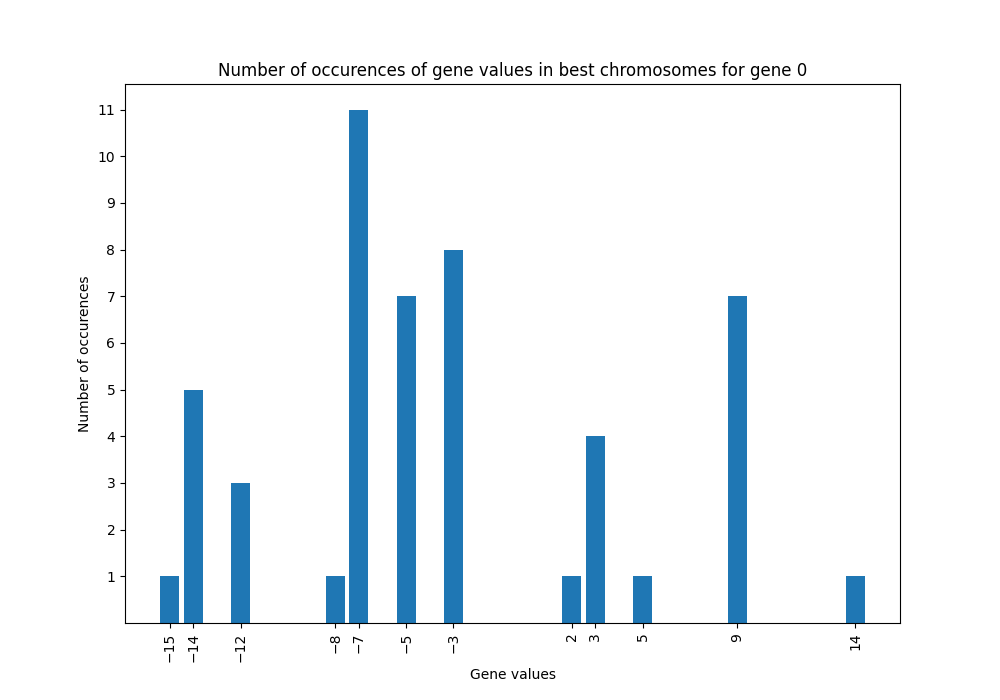 Number of occurences of gene values in best chromosomes for gene 0
11
10
9
8
7
6
5
4
3
2
1
Number of occurences
−15 −14 −12 −8 −7 −5 −3 2 3 5 9 14
Gene values